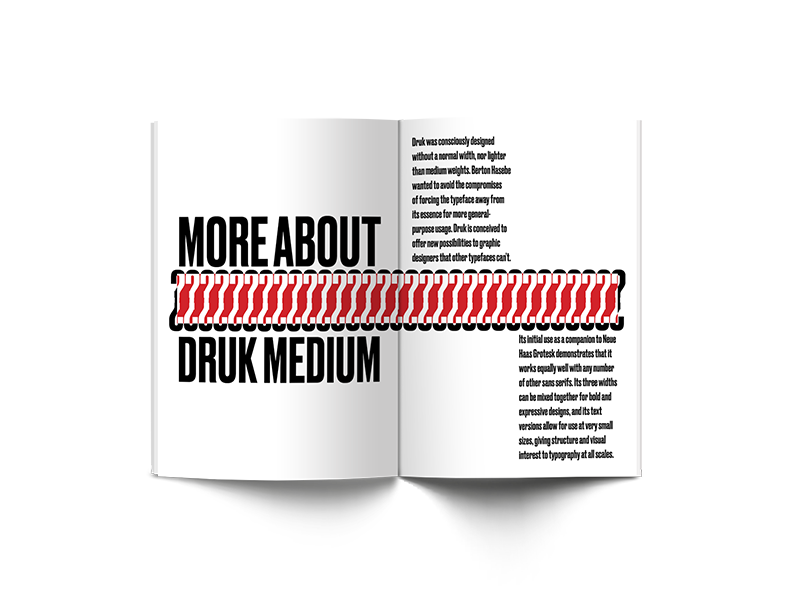 MORE ABOUT
DRUK MEDIUM
Druk was consciously designed
without a normal width, nor lighter
than medium weights. Berton Hasebe
wanted to avoid the compromises
of forcing the typeface away from
its essence for more general-
purpose usage. Druk is conceived to
offer new possibilities to graphic
designers that other typefaces can't.
Its initial use as a companion to Neue
Haas Grotesk demonstrates that it
works equally well with any number
of other sans serifs. Its three widths
can be mixed together for bold and
expressive designs, and its text
versions allow for use at very small
sizes, giving structure and visual
interest to typography at all scales.